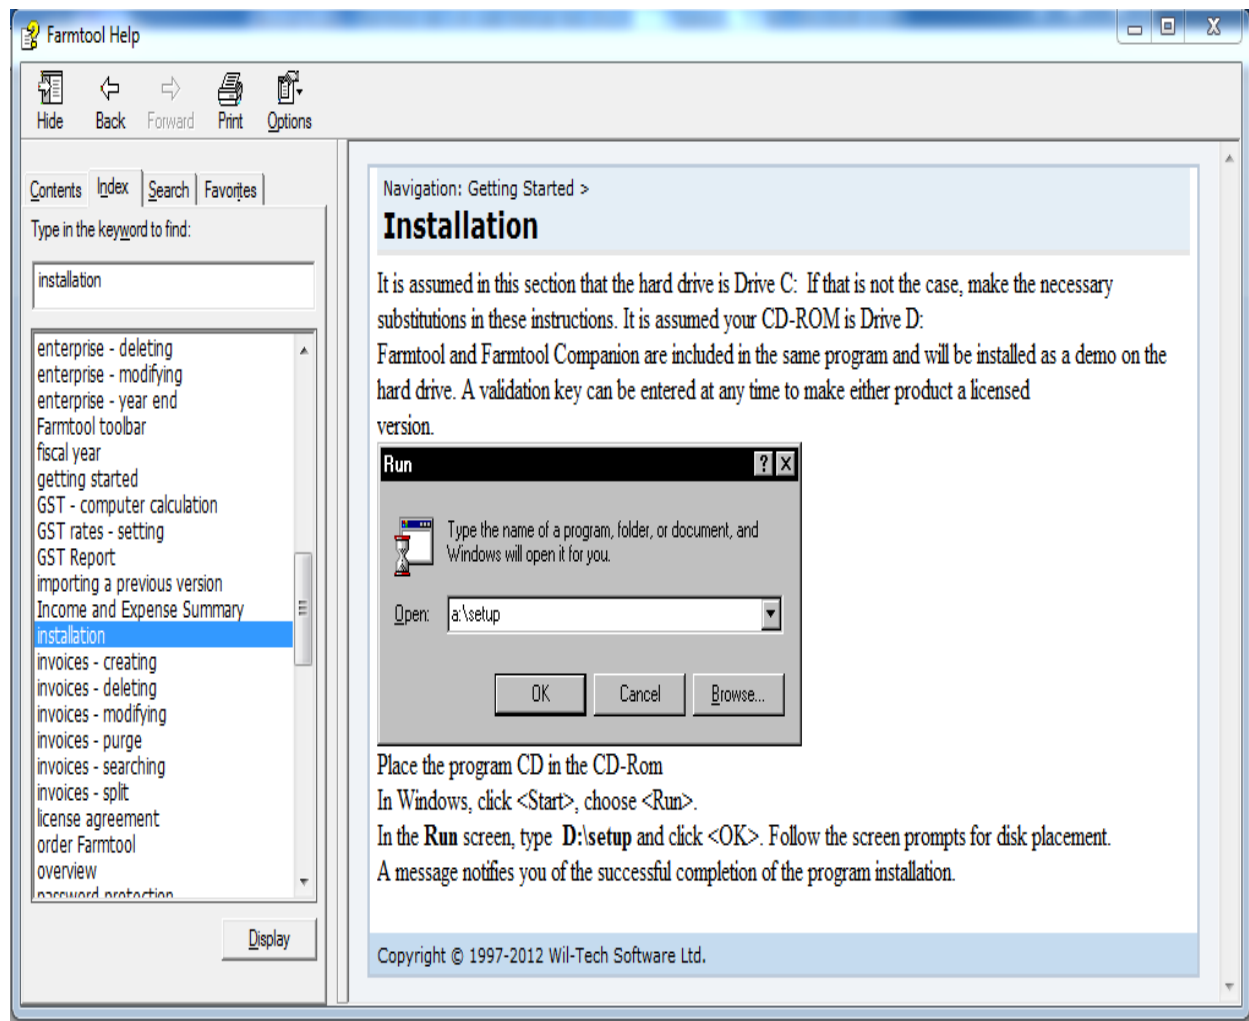 Farmtool Help
Hide Back Forward Print Options
Contents Index Search Favorites
Type in the keyword to find:
installation
enterprise - deleting
enterprise - modifying
enterprise - year end
Farmtool toolbar
fiscal year
getting started
GST - computer calculation
GST rates - setting
GST Report
importing a previous version
Income and Expense Summary
installation
invoices - creating
invoices - deleting
invoices - modifying
invoices - purge
invoices - searching
invoices - split
license agreement
order Farmtool
overview
password protection
Display
Navigation: Getting Started >
Installation
It is assumed in this section that the hard drive is Drive C: If that is not the case, make the necessary
substitutions in these instructions. It is assumed your CD-ROM is Drive D:
Farmtool and Farmtool Companion are included in the same program and will be installed as a demo on the
hard drive. A validation key can be entered at any time to make either product a licensed
version.
Run
Type the name of a program, folder, or document, and
Windows will open it for you.
Open: a:\setup
OK Cancel Browse...
Place the program CD in the CD-Rom
In Windows, click <Start>, choose <Run>.
In the Run screen, type D:\setup and click <OK>. Follow the screen prompts for disk placement.
A message notifies you of the successful completion of the program installation.
Copyright © 1997-2012 Wil-Tech Software Ltd.